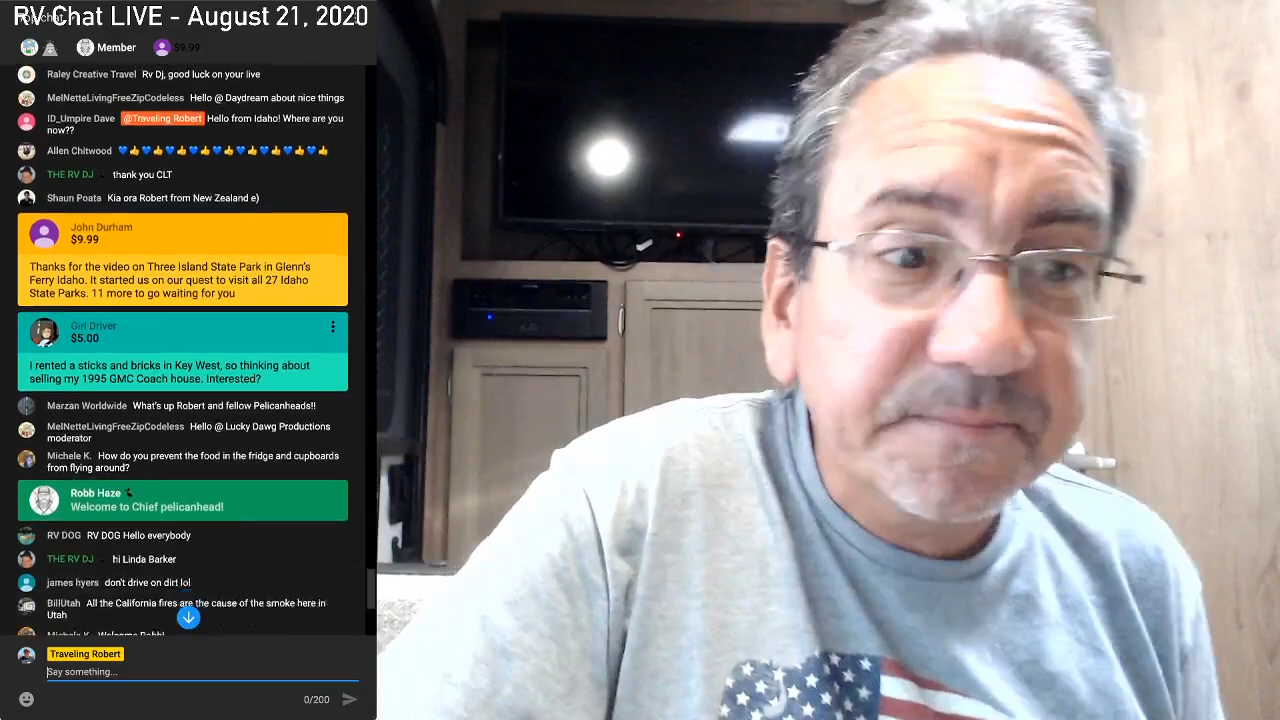 RV Chat LIVE - August 21, 2020
Member $9.99
Raley Creative Travel Rv Dj, good luck on your live
MelNetteLivingFreeZipCodeless Hello @ Daydream about nice things
ID_Umpire Dave @Traveling Robert Hello from Idaho! Where are you
now??
Allen Chitwood 💙👍💙👍💙👍💙👍💙👍💙👍💙👍💙👍💙👍
THE RV DJ thank you CLT
Shaun Poata Kia ora Robert from New Zealand e)
John Durham
$9.99
Thanks for the video on Three Island State Park in Glenn's
Ferry Idaho. It started us on our quest to visit all 27 Idaho
State Parks. 11 more to go waiting for you
Girl Driver
$5.00
I rented a sticks and bricks in Key West, so thinking about
selling my 1995 GMC Coach house. Interested?
Marzan Worldwide What's up Robert and fellow Pelicanheads!!
MelNetteLivingFreeZipCodeless Hello @ Lucky Dawg Productions
moderator
Michele K. How do you prevent the food in the fridge and cupboards
from flying around?
Robb Haze
Welcome to Chief pelicanhead!
RV DOG RV DOG Hello everybody
THE RV DJ hi Linda Barker
james hyers don't drive on dirt lol
BillUtah All the California fires are the cause of the smoke here in
Utah
Michele K. Welcome Robb!
Traveling Robert
Say something...
0/200